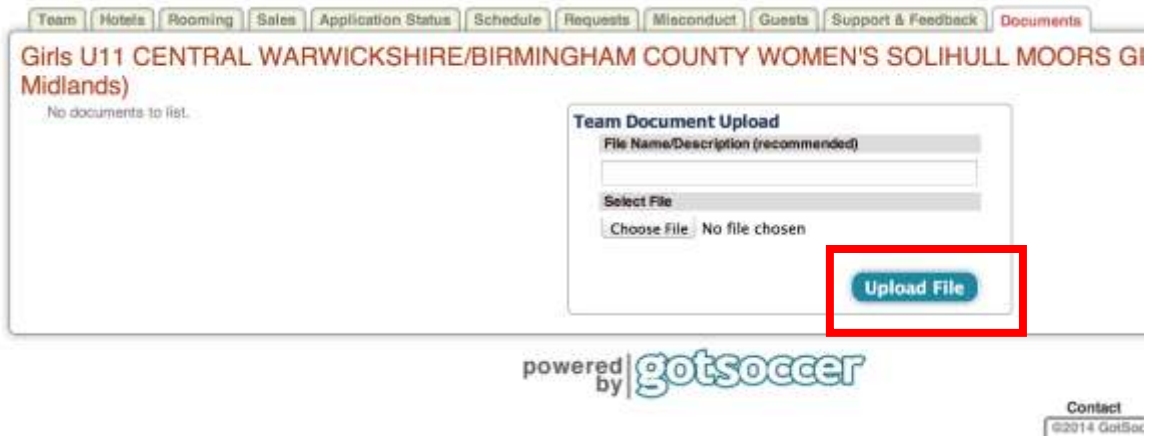 Team Hotels Rooming Sales Application Status Schedule Requests Misconduct Guests Support & Feedback Documents
Girls U11 CENTRAL WARWICKSHIRE/BIRMINGHAM COUNTY WOMEN'S SOLIHULL MOORS GI
Midlands)
No documents to list.
Team Document Upload
File Name/Description (recommended)
Select File
Choose File No file chosen
Upload File
powered by gotsoccer
Contact
©2014 GotSoc